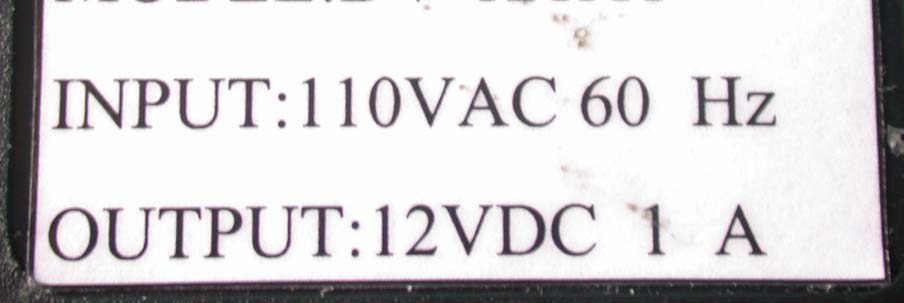 INPUT:110VAC 60 Hz
OUTPUT:12VDC 1 A